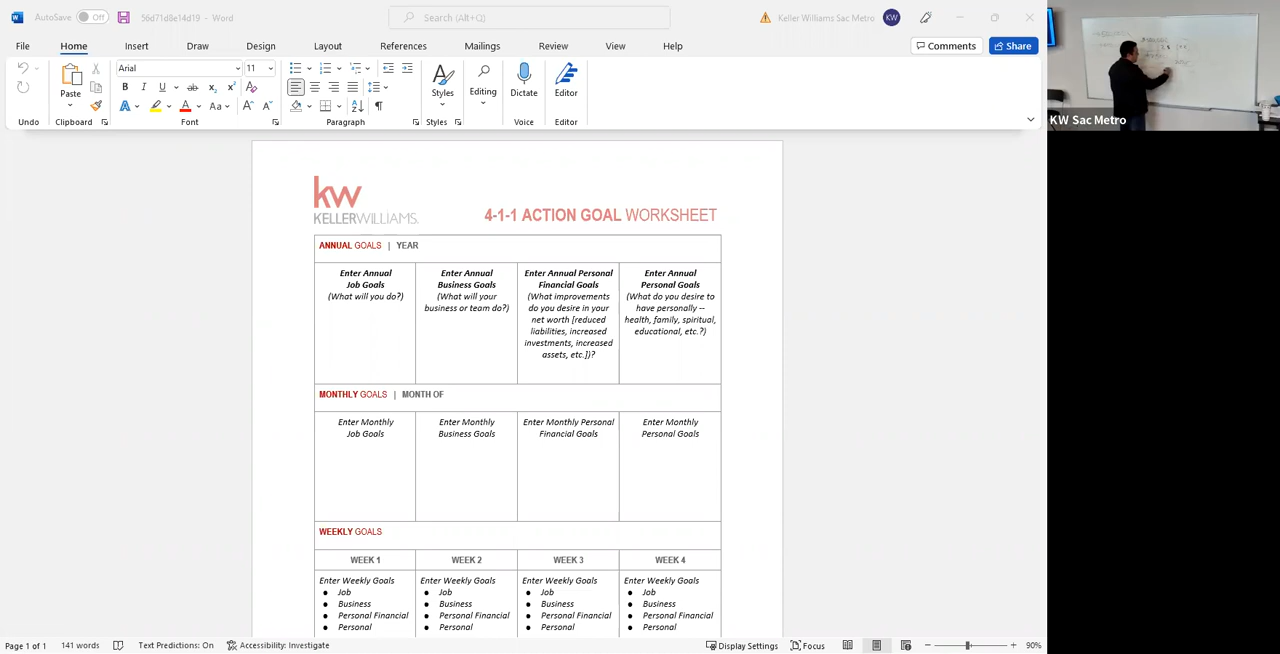 AutoSave Off 56d71d8e14d19 - Word Search (Alt+Q) Keller Williams Sac Metro KW
File Home Insert Draw Design Layout References Mailings Review View Help Comments Share
Arial 11
Paste
Styles Editing Dictate Editor
Undo Clipboard Font Paragraph Styles Voice Editor
KW Sac Metro
kw
KELLERWILLIAMS.
4-1-1 ACTION GOAL WORKSHEET
ANNUAL GOALS | YEAR
Enter Annual
Job Goals
(What will you do?)
Enter Annual
Business Goals
(What will your
business or team do?)
Enter Annual Personal
Financial Goals
(What improvements
do you desire in your
net worth [reduced
liabilities, increased
investments, increased
assets, etc.])?
Enter Annual
Personal Goals
(What do you desire to
have personally --
health, family, spiritual,
educational, etc.?)
MONTHLY GOALS | MONTH OF
Enter Monthly
Job Goals
Enter Monthly
Business Goals
Enter Monthly Personal
Financial Goals
Enter Monthly
Personal Goals
WEEKLY GOALS
WEEK 1 WEEK 2 WEEK 3 WEEK 4
Enter Weekly Goals
● Job
● Business
● Personal Financial
● Personal
Enter Weekly Goals
● Job
● Business
● Personal Financial
● Personal
Enter Weekly Goals
● Job
● Business
● Personal Financial
● Personal
Enter Weekly Goals
● Job
● Business
● Personal Financial
● Personal
Page 1 of 1 141 words Text Predictions: On Accessibility: Investigate Display Settings Focus 90%